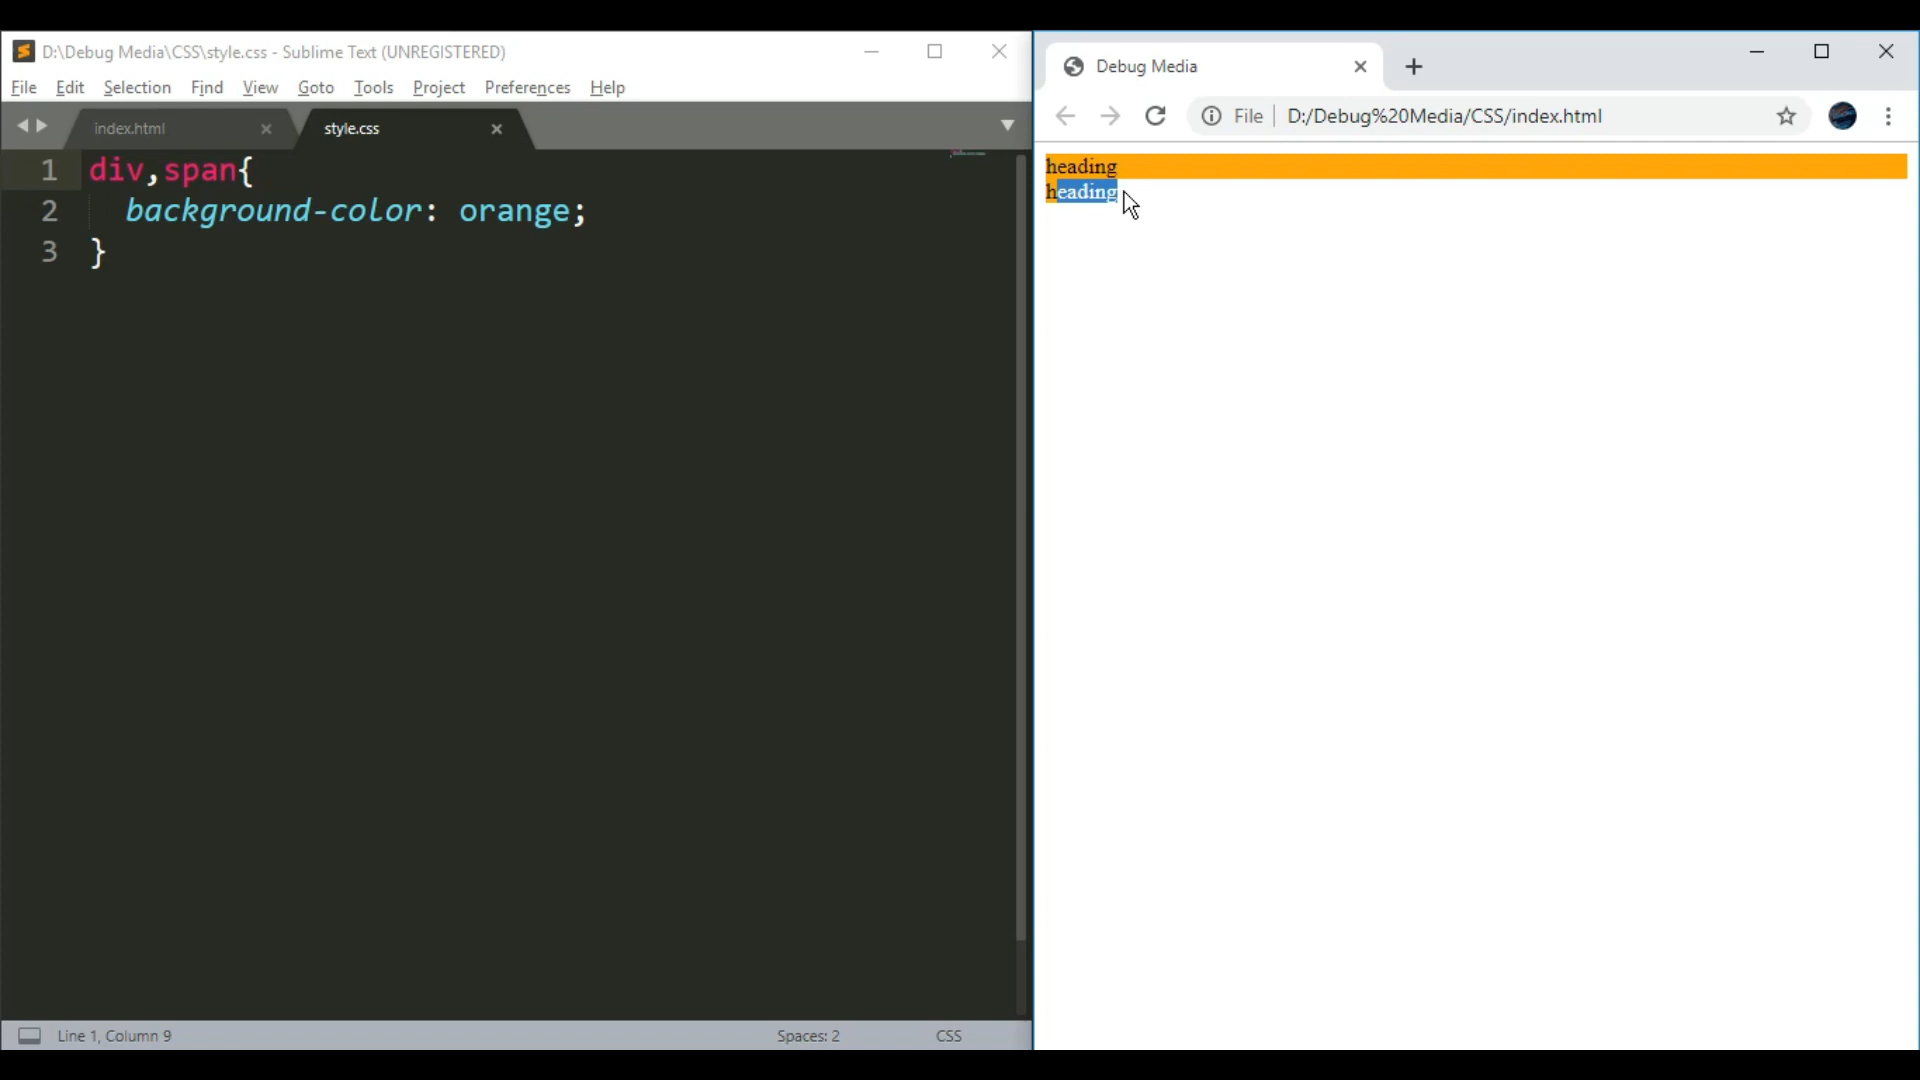 D:\Debug Media\CSS\style.css - Sublime Text (UNREGISTERED)
File Edit Selection Find View Goto Tools Project Preferences Help
index.html style.css
1 div,span{
2 background-color: orange;
3 }
Line 1, Column 9 Spaces: 2 CSS
Debug Media
File D:/Debug%20Media/CSS/index.html
heading
heading